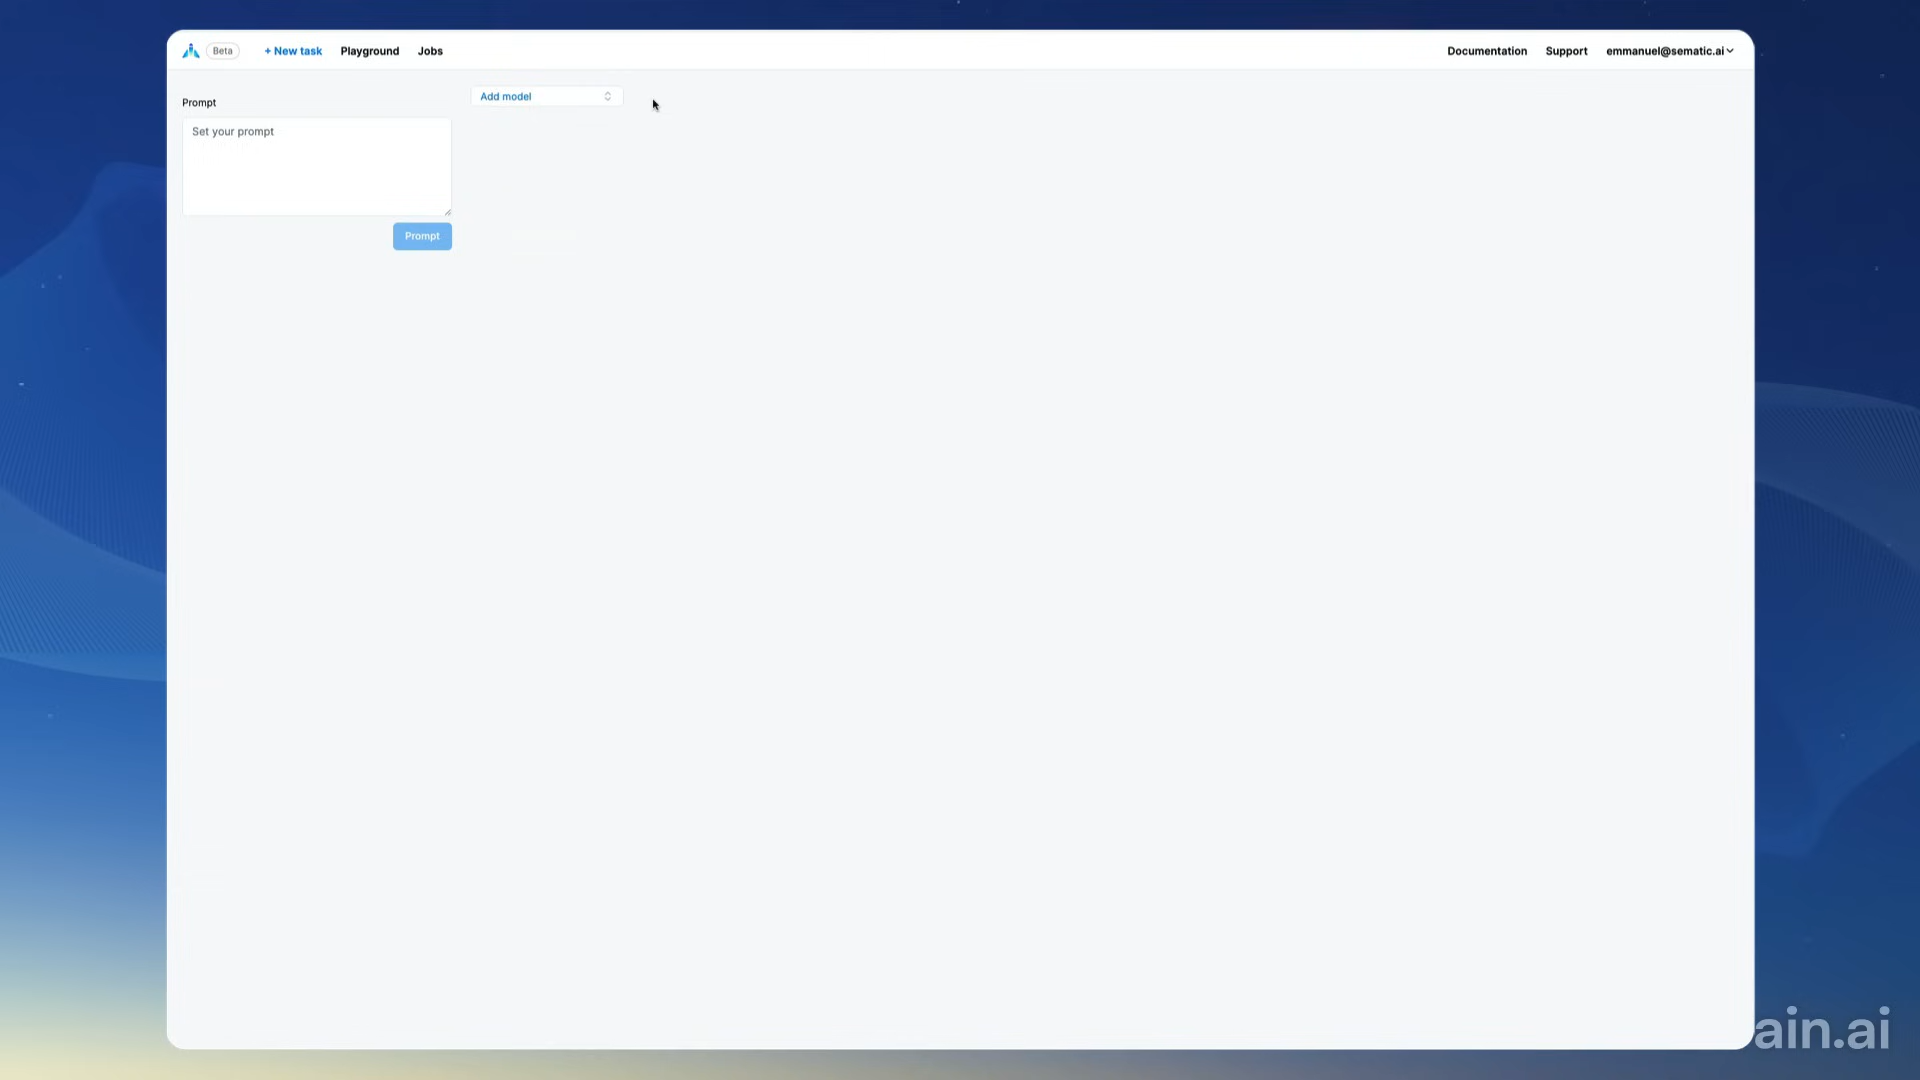 Beta
+ New task
Playground
Jobs
Documentation
Support
emmanuel@sematic.ai
Prompt
Add model
Set your prompt
Prompt
ain.ai